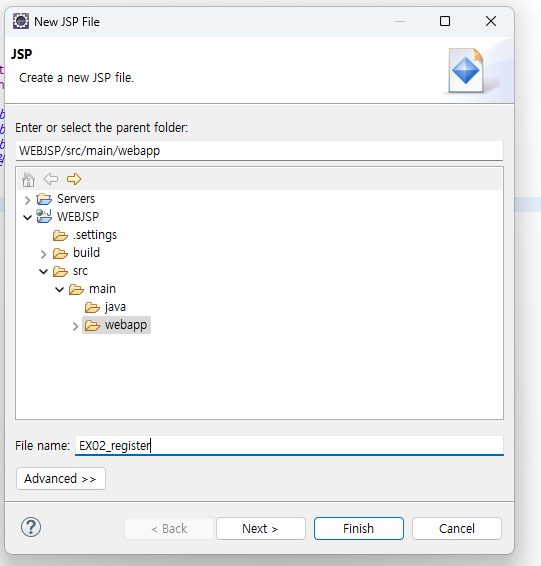 New JSP File
JSP
Create a new JSP file.
Enter or select the parent folder:
WEBJSP/src/main/webapp
Servers
WEBJSP
.settings
build
src
main
java
webapp
File name: EX02_register
Advanced >>
< Back Next > Finish Cancel